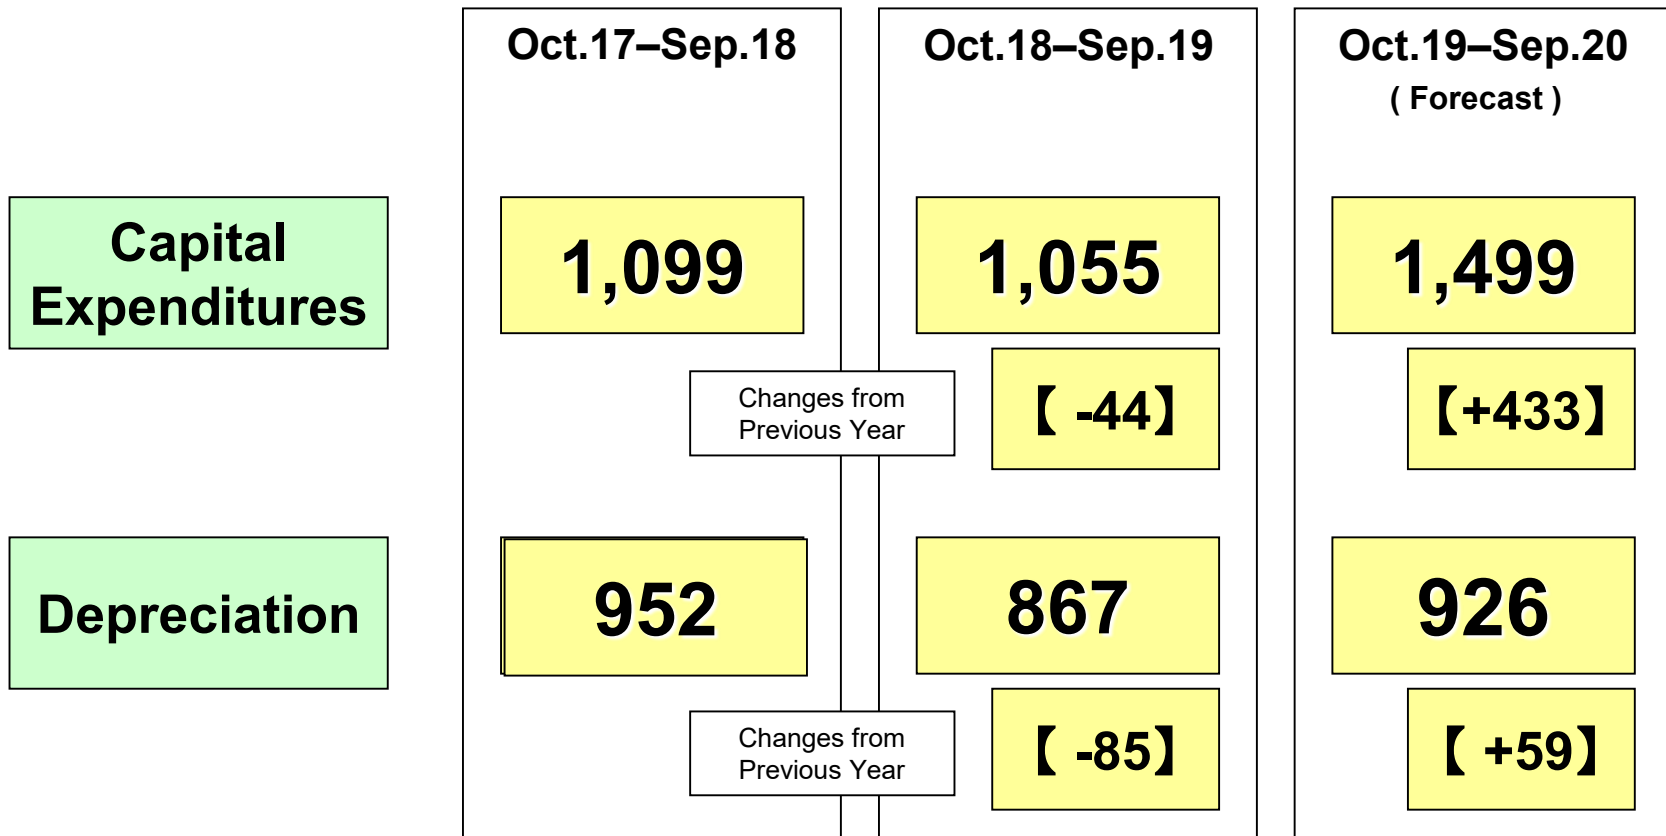 Oct.17–Sep.18
Oct.18–Sep.19
Oct.19–Sep.20
( Forecast )
Capital
Expenditures
1,099
1,055
1,499
Changes from
Previous Year
【 -44】
【+433】
Depreciation
952
867
926
Changes from
Previous Year
【 -85】
【 +59】